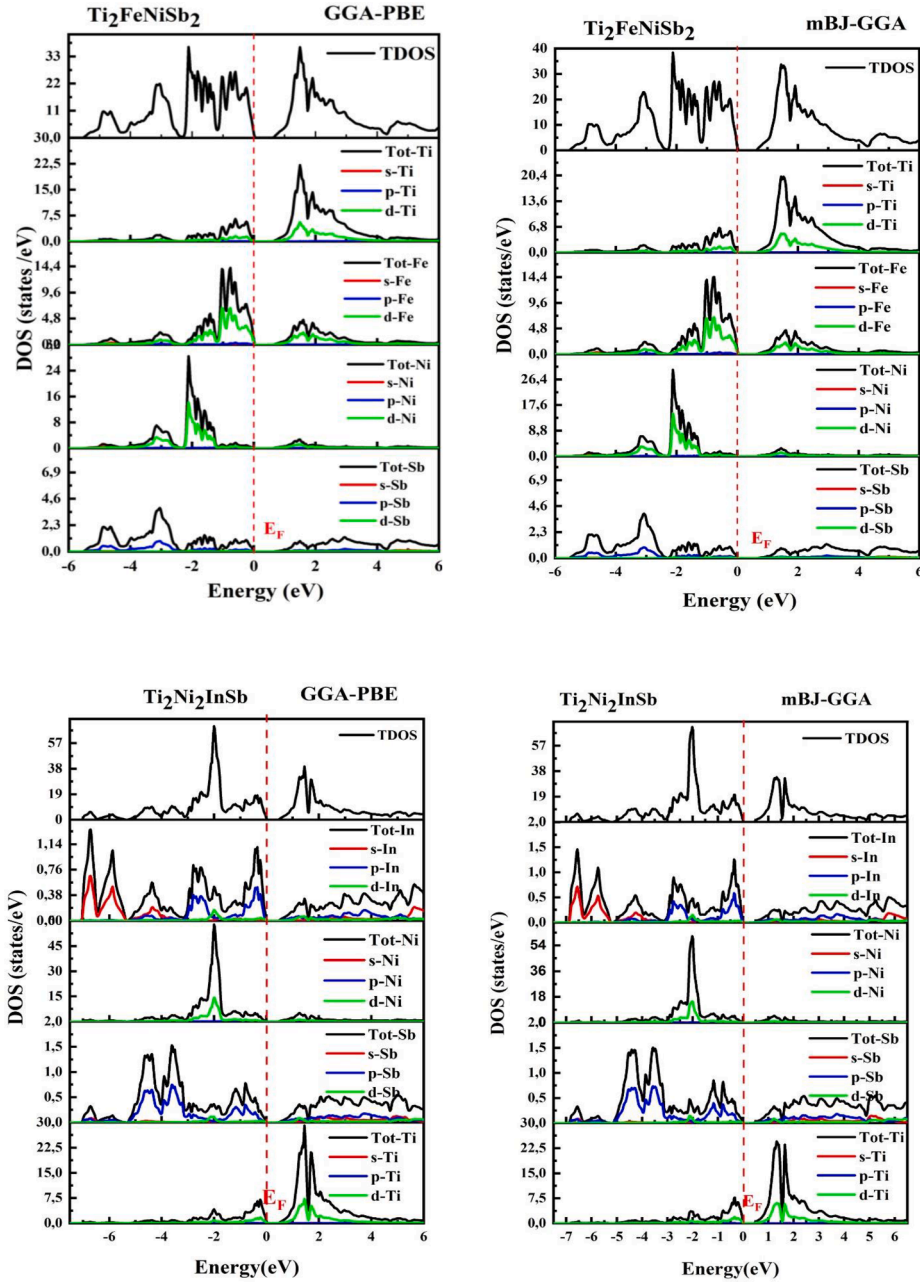 Ti2FeNiSb2 GGA-PBE
33
22
11
30,0
TDOS
22,5
15
7,5
0,0
Tot-Ti
s-Ti
p-Ti
d-Ti
14,4
9,6
4,8
Tot-Fe
s-Fe
p-Fe
d-Fe
24
16
8
0
Tot-Ni
s-Ni
p-Ni
d-Ni
6,9
4,6
2,3
0,0
Tot-Sb
s-Sb
p-Sb
d-Sb
EF
DOS (states/eV)
-6 -4 -2 0 2 4 6
Energy (eV)
Ti2FeNiSb2 mBJ-GGA
40
30
20
10
0
TDOS
20,4
13,6
6,8
0,0
Tot-Ti
s-Ti
p-Ti
d-Ti
14,4
9,6
4,8
0,0
Tot-Fe
s-Fe
p-Fe
d-Fe
26,4
17,6
8,8
0,0
Tot-Ni
s-Ni
p-Ni
d-Ni
6,9
4,6
2,3
0,0
Tot-Sb
s-Sb
p-Sb
d-Sb
EF
DOS (states/eV)
-6 -4 -2 0 2 4 6
Energy (eV)
Ti2Ni2InSb GGA-PBE
57
38
19
0
TDOS
1,14
0,76
0,38
Tot-In
s-In
p-In
d-In
45
30
15
2,0
Tot-Ni
s-Ni
p-Ni
d-Ni
1,5
1,0
0,5
30,0
Tot-Sb
s-Sb
p-Sb
d-Sb
22,5
15,0
7,5
0,0
Tot-Ti
s-Ti
p-Ti
d-Ti
EF
DOS (states/eV)
-6 -4 -2 0 2 4 6
Energy(eV)
Ti2Ni2InSb mBJ-GGA
57
38
19
2,0
TDOS
1,5
1,0
0,5
0,0
Tot-In
s-In
p-In
d-In
54
36
18
2,0
Tot-Ni
s-Ni
p-Ni
d-Ni
1,5
1,0
0,5
30,0
Tot-Sb
s-Sb
p-Sb
d-Sb
22,5
15,0
7,5
0,0
Tot-Ti
s-Ti
p-Ti
d-Ti
EF
DOS (states/eV)
-7 -6 -5 -4 -3 -2 -1 0 1 2 3 4 5 6
Energy(eV)